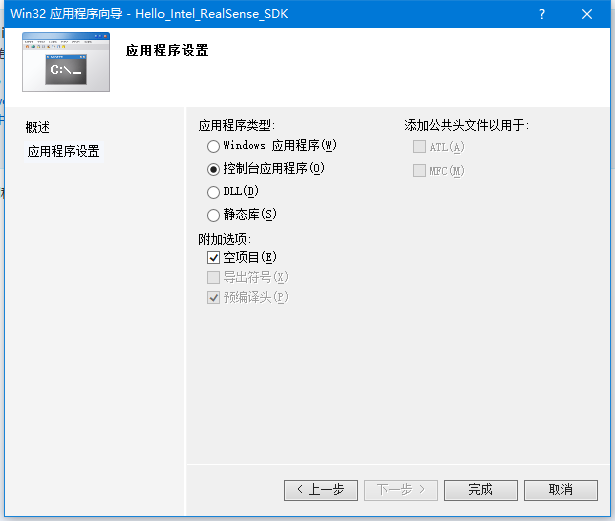 Win32 应用程序向导 - Hello_Intel_RealSense_SDK
?
C:\
应用程序设置
概述
应用程序设置
应用程序类型:
Windows 应用程序(W)
控制台应用程序(O)
DLL(D)
静态库(S)
附加选项:
空项目(E)
导出符号(X)
预编译头(P)
添加公共头文件以用于:
ATL(A)
MFC(M)
< 上一步
下一步 >
完成
取消